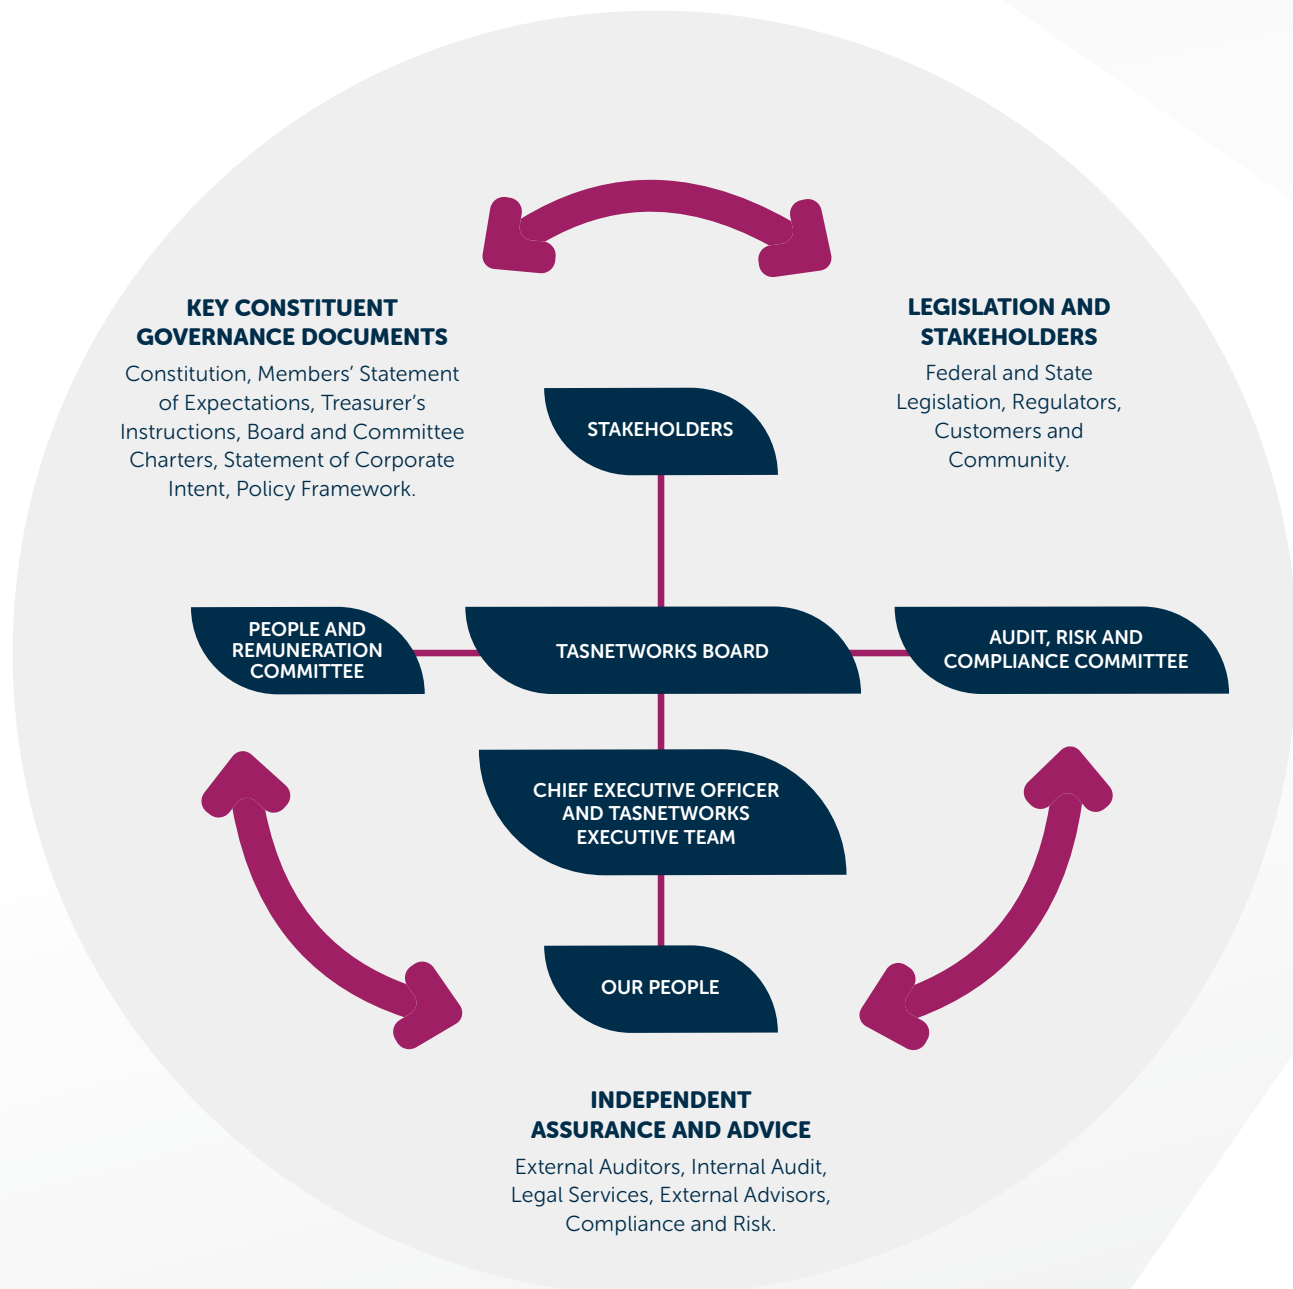 KEY CONSTITUENT
GOVERNANCE DOCUMENTS
Constitution, Members’ Statement
of Expectations, Treasurer’s
Instructions, Board and Committee
Charters, Statement of Corporate
Intent, Policy Framework.
LEGISLATION AND
STAKEHOLDERS
Federal and State
Legislation, Regulators,
Customers and
Community.
STAKEHOLDERS
PEOPLE AND
REMUNERATION
COMMITTEE
TASNETWORKS BOARD
AUDIT, RISK AND
COMPLIANCE COMMITTEE
CHIEF EXECUTIVE OFFICER
AND TASNETWORKS
EXECUTIVE TEAM
OUR PEOPLE
INDEPENDENT
ASSURANCE AND ADVICE
External Auditors, Internal Audit,
Legal Services, External Advisors,
Compliance and Risk.